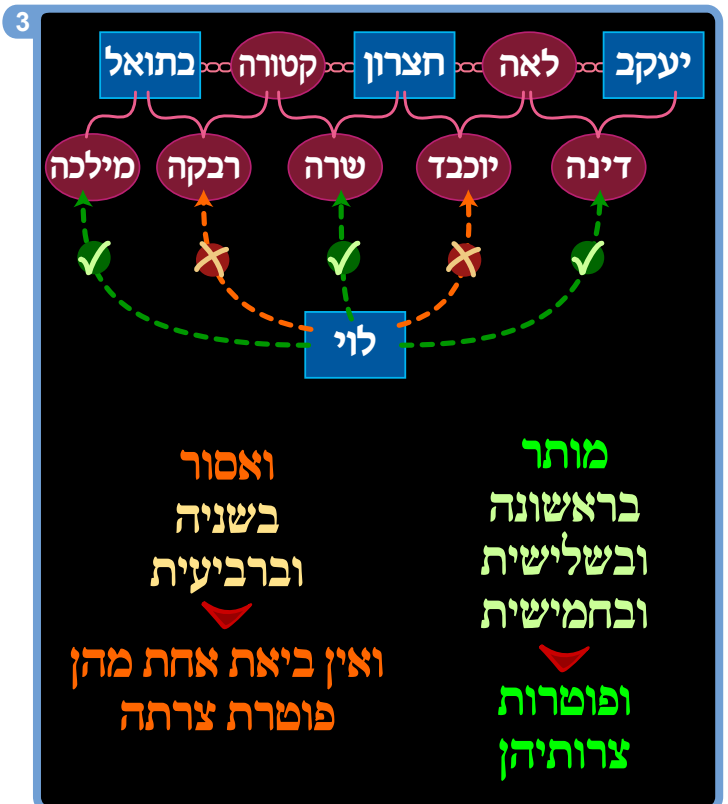 3
יעקב
לאה
חצרון
קטורה
בתואל
דינה
יוכבד
שרה
רבקה
מילכה
לוי
מותר
בראשונה
ובשלישית
ובחמישית
ופוטרות
צרותיהן
ואסור
בשניה
וברביעית
ואין ביאת אחת מהן
פוטרת צרתה